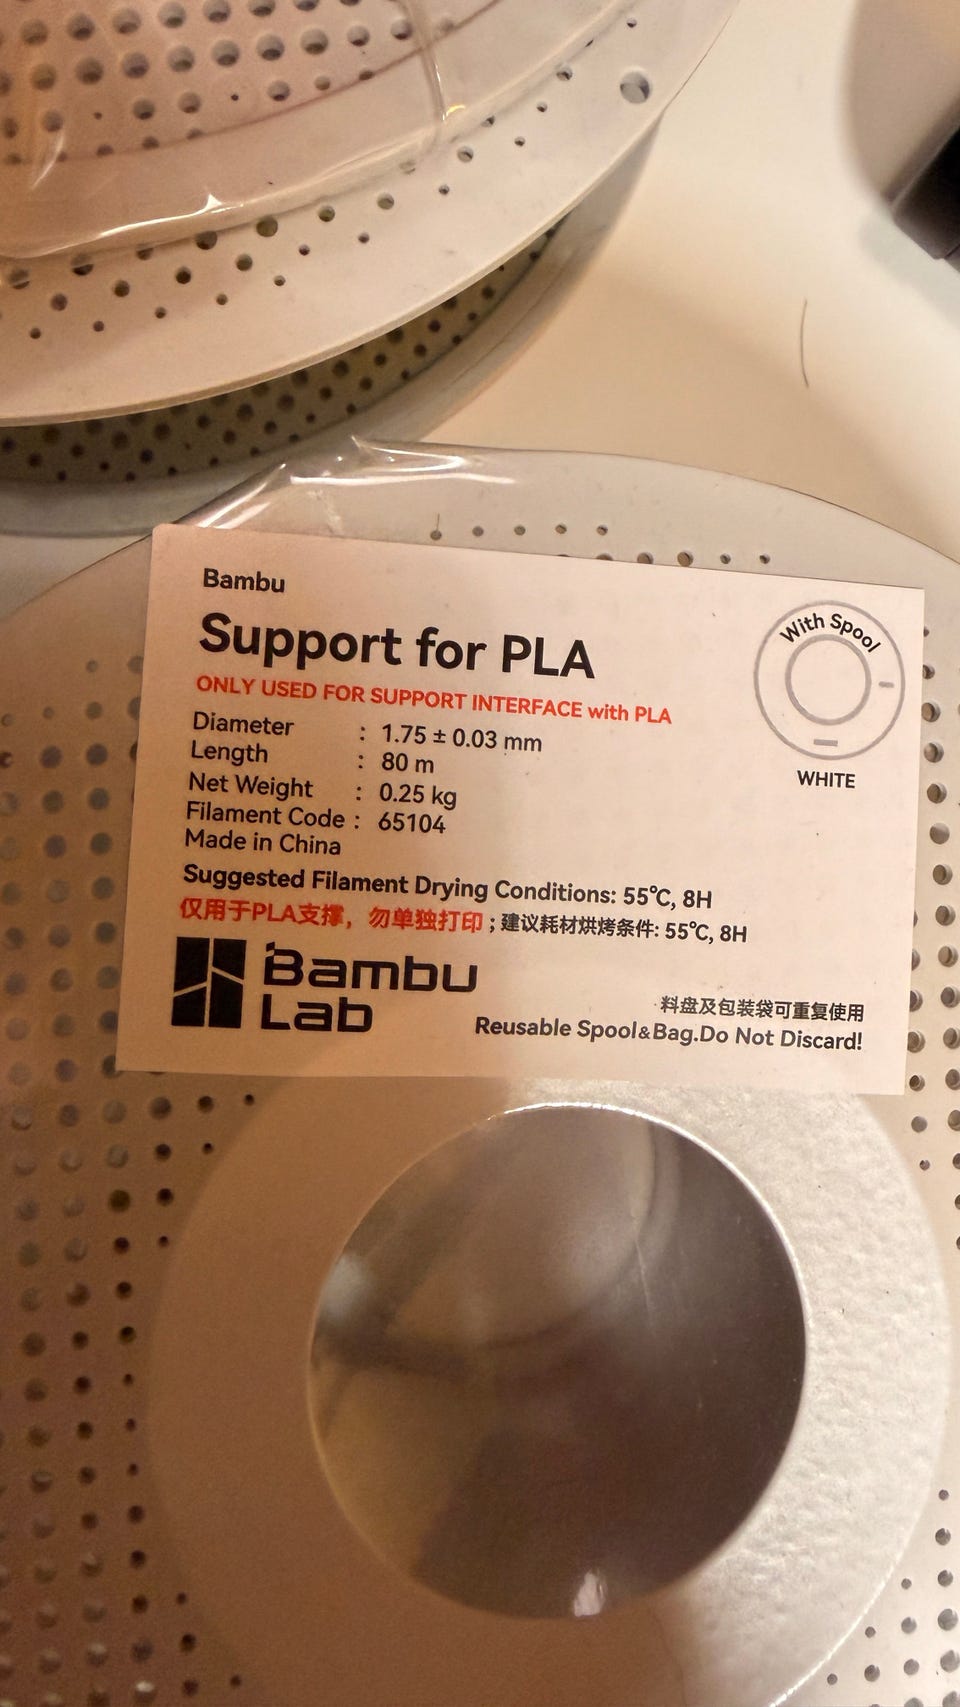 Bambu
Support for PLA
ONLY USED FOR SUPPORT INTERFACE with PLA
Diameter : 1.75 ± 0.03 mm
Length : 80 m
Net Weight : 0.25 kg
Filament Code : 65104
Made in China
With Spool
WHITE
Suggested Filament Drying Conditions: 55℃, 8H
仅用于PLA支撑，勿单独打印 ; 建议耗材烘烤条件: 55℃, 8H
Bambu
Lab
料盘及包装袋可重复使用
Reusable Spool&Bag.Do Not Discard!